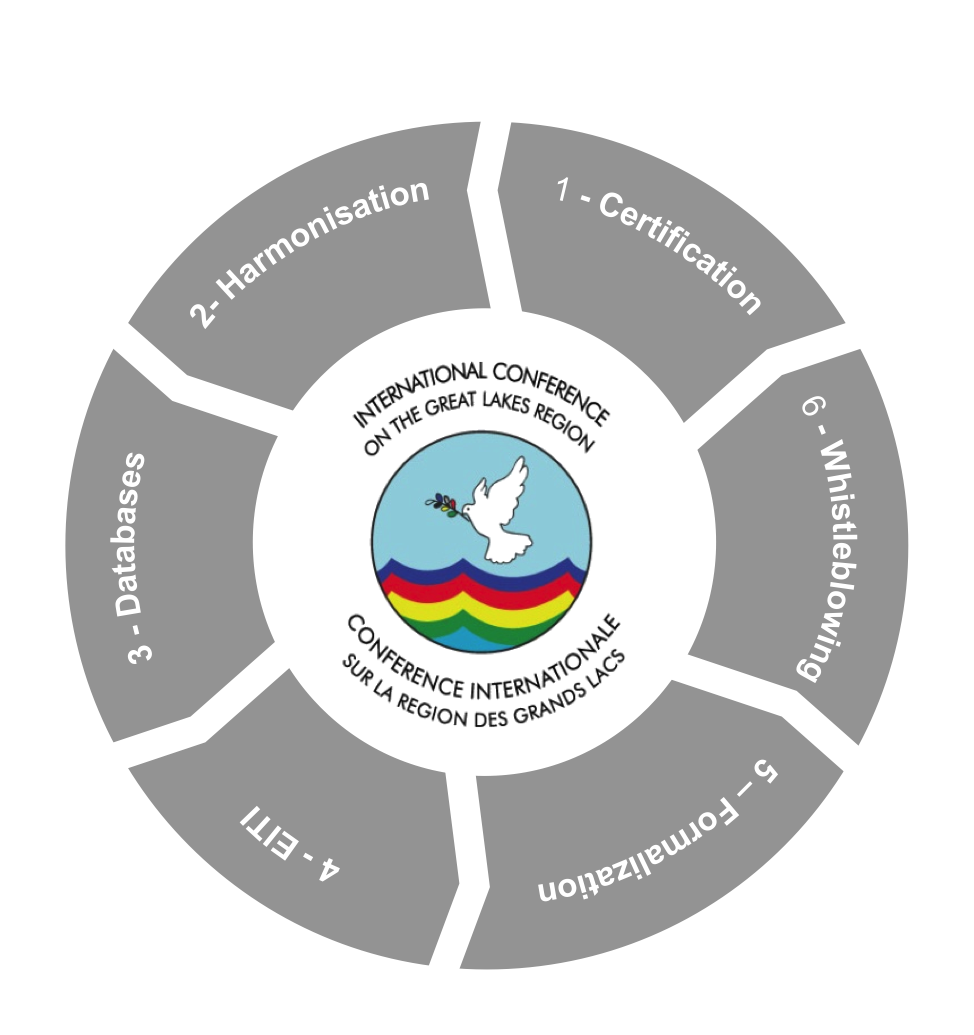 1 - Certification
2- Harmonisation
3 - Databases
4 - EITI
5 – Formalization
6 - Whistleblowing
INTERNATIONAL CONFERENCE
ON THE GREAT LAKES REGION
CONFERENCE INTERNATIONALE
SUR LA REGION DES GRANDS LACS